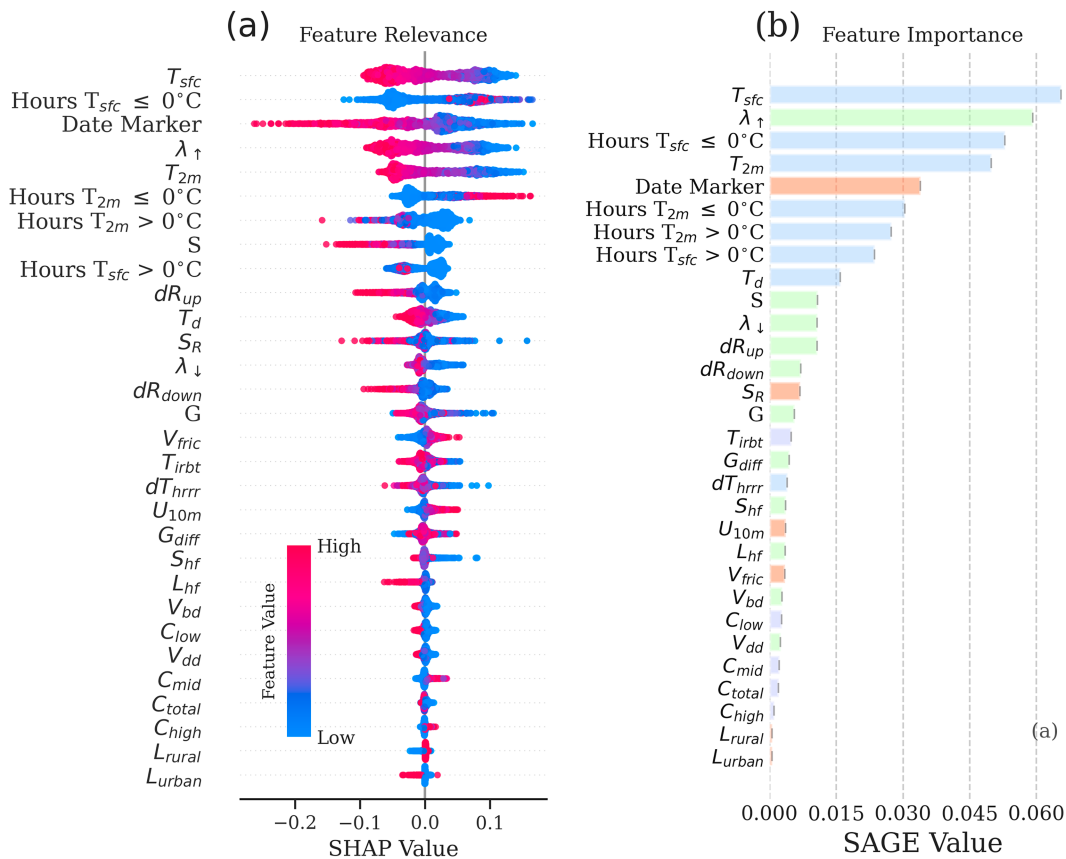 (a)
Feature Relevance
T_sfc
Hours T_sfc ≤ 0°C
Date Marker
λ↑
T_2m
Hours T_2m ≤ 0°C
Hours T_2m > 0°C
S
Hours T_sfc > 0°C
dR_up
T_d
S_R
λ↓
dR_down
G
V_fric
T_irbt
dT_hrrr
U_10m
G_diff
S_hf
L_hf
V_bd
C_low
V_dd
C_mid
C_total
C_high
L_rural
L_urban
High
Feature Value
Low
−0.2 −0.1 0.0 0.1
SHAP Value
(b)
Feature Importance
T_sfc
λ↑
Hours T_sfc ≤ 0°C
T_2m
Date Marker
Hours T_2m ≤ 0°C
Hours T_2m > 0°C
Hours T_sfc > 0°C
T_d
S
λ↓
dR_up
dR_down
S_R
G
T_irbt
G_diff
dT_hrrr
S_hf
U_10m
L_hf
V_fric
V_bd
C_low
V_dd
C_mid
C_total
C_high
L_rural
L_urban
(a)
0.000 0.015 0.030 0.045 0.060
SAGE Value